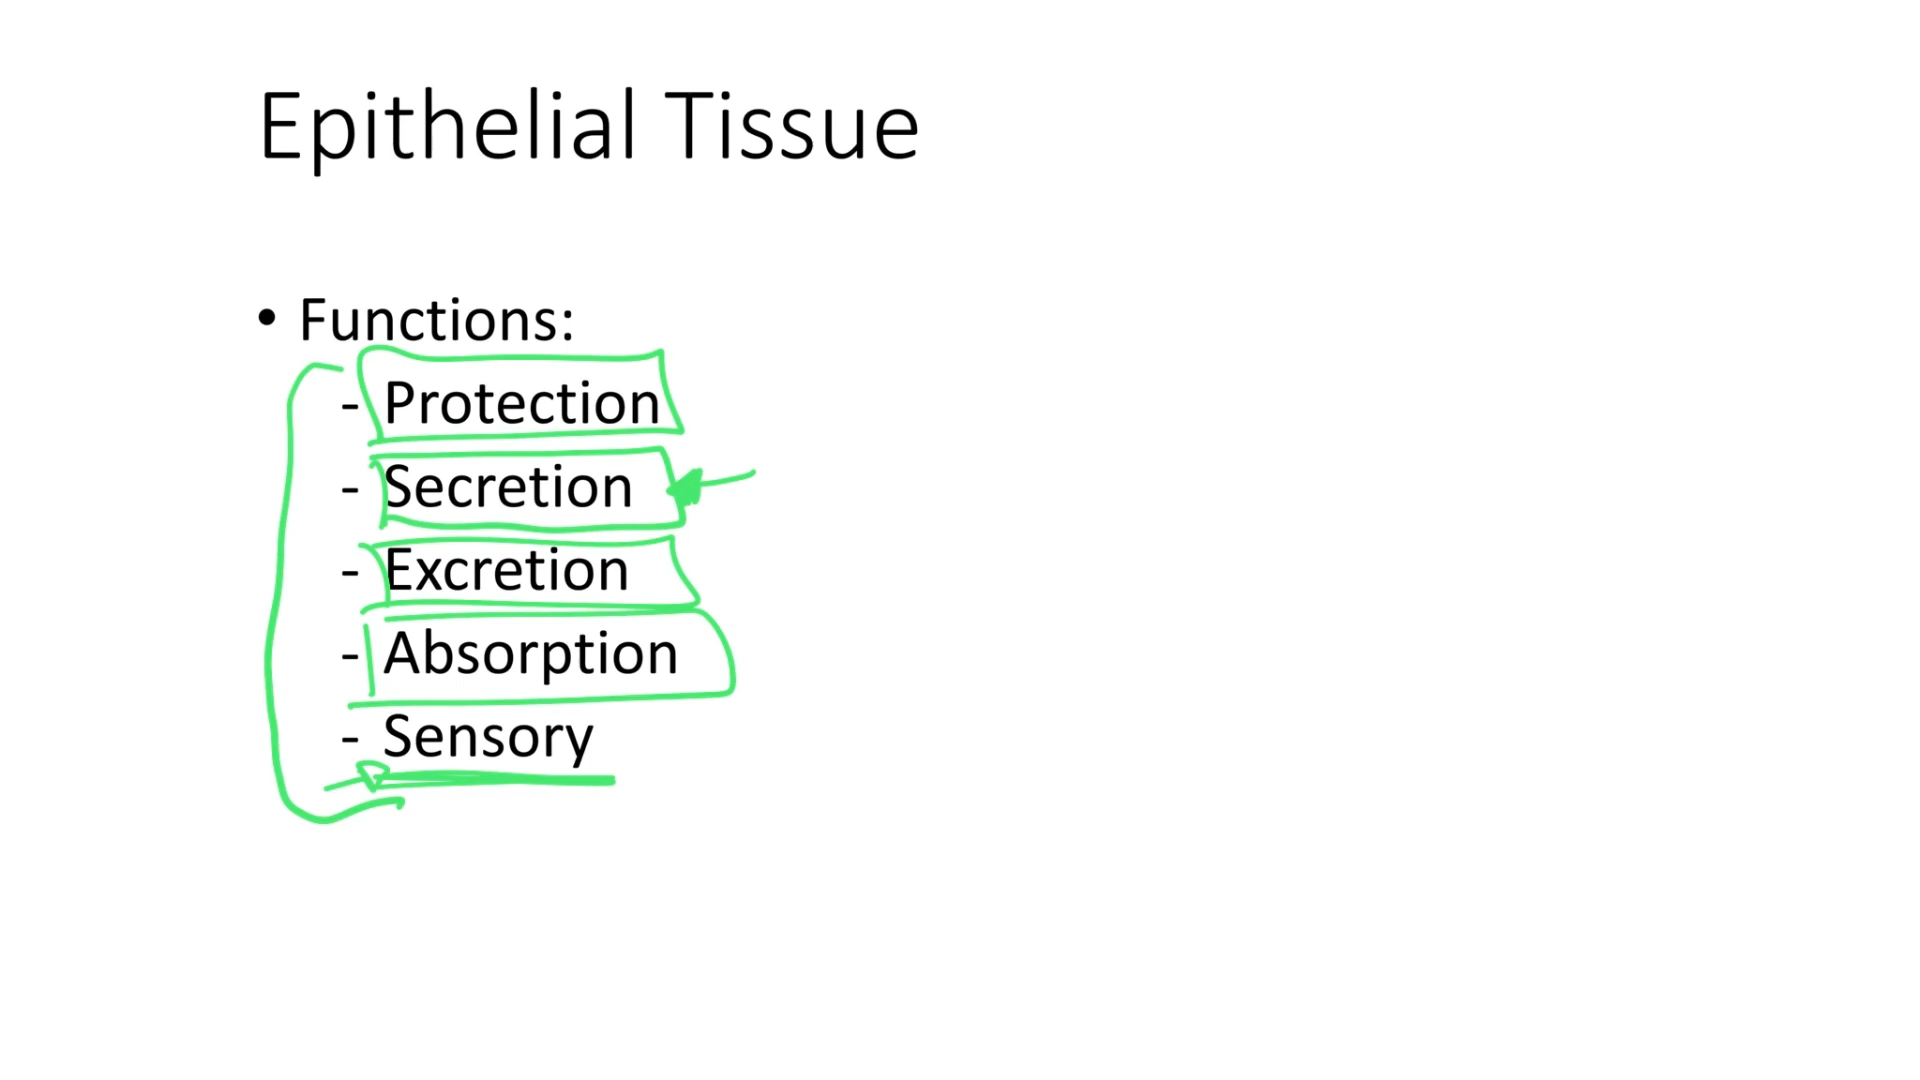 Epithelial Tissue
• Functions:
- Protection
- Secretion
- Excretion
- Absorption
- Sensory